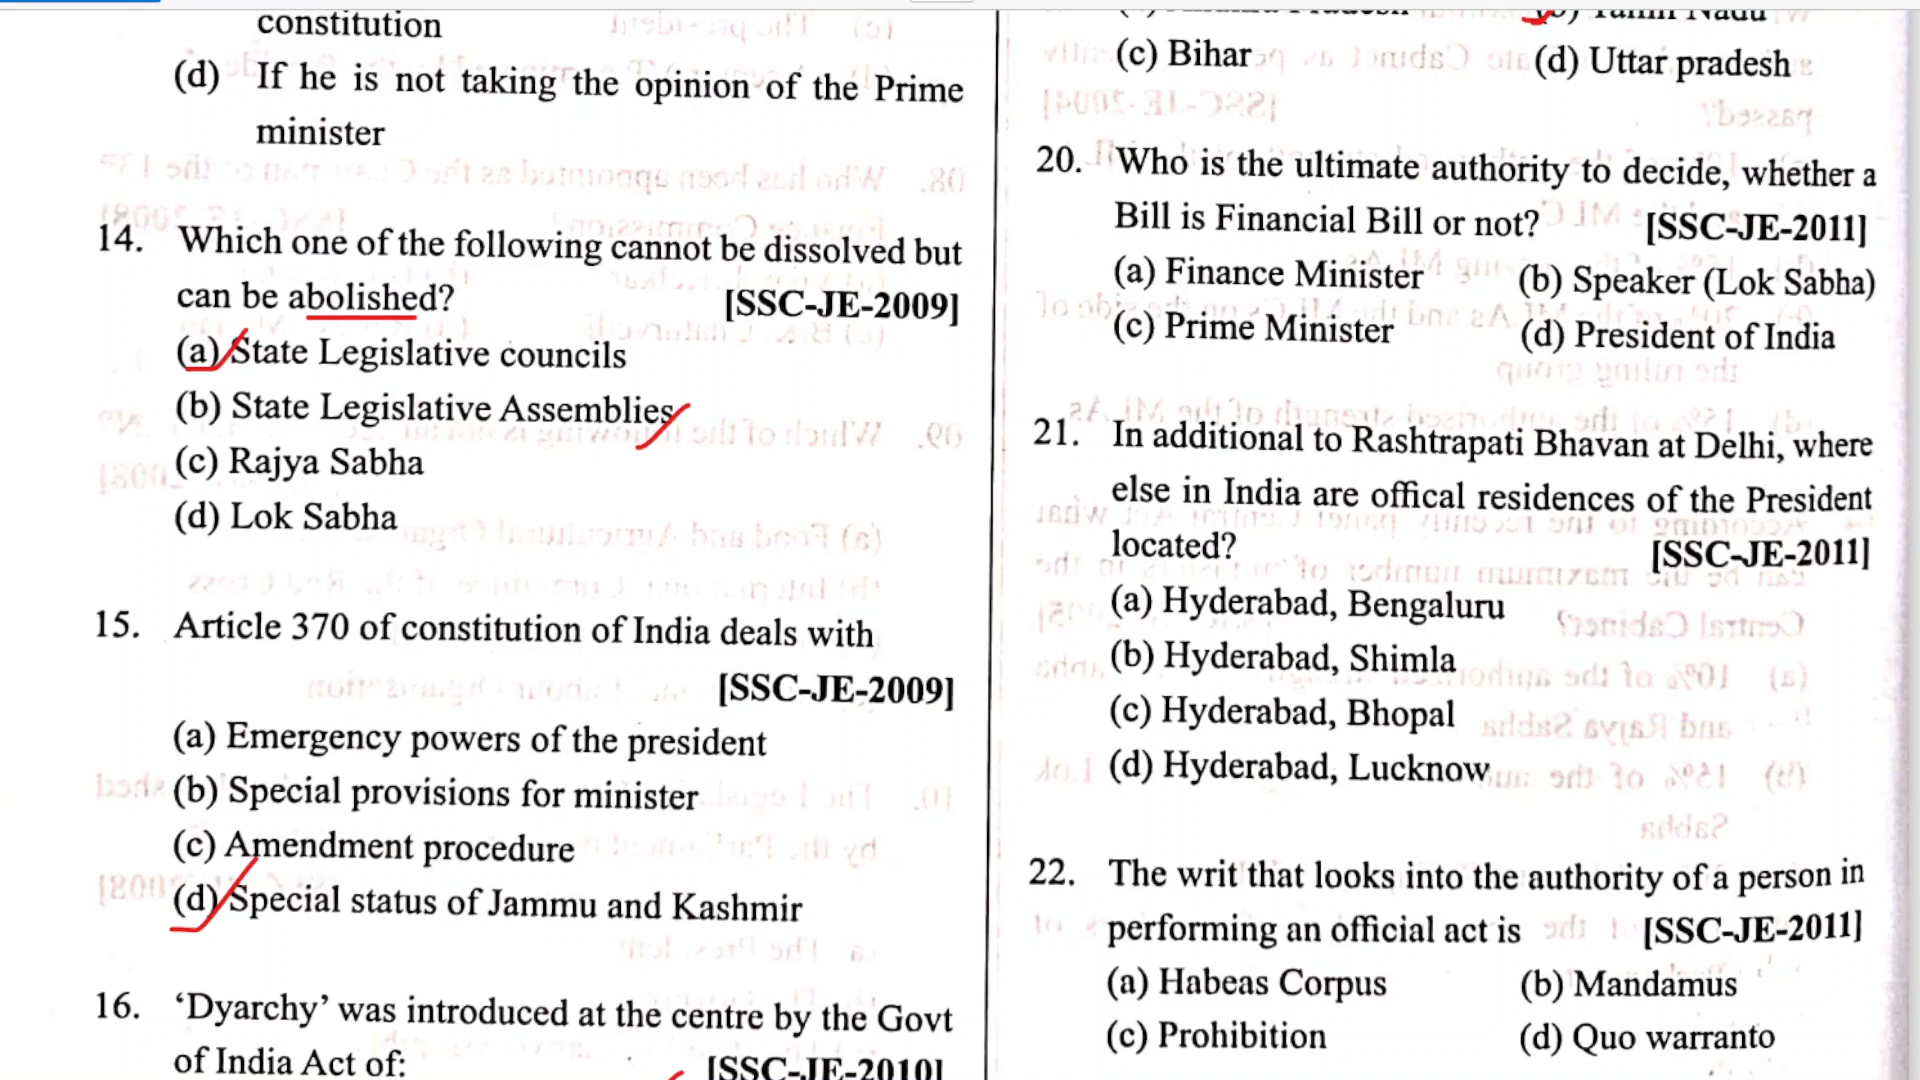 constitution
(d) If he is not taking the opinion of the Prime
minister
14. Which one of the following cannot be dissolved but
can be abolished? [SSC-JE-2009]
(a) State Legislative councils
(b) State Legislative Assemblies
(c) Rajya Sabha
(d) Lok Sabha
15. Article 370 of constitution of India deals with
[SSC-JE-2009]
(a) Emergency powers of the president
(b) Special provisions for minister
(c) Amendment procedure
(d) Special status of Jammu and Kashmir
16. ‘Dyarchy’ was introduced at the centre by the Govt
of India Act of: [SSC-JE-2010]
Tamil Nadu
(c) Bihar (d) Uttar pradesh
20. Who is the ultimate authority to decide, whether a
Bill is Financial Bill or not? [SSC-JE-2011]
(a) Finance Minister (b) Speaker (Lok Sabha)
(c) Prime Minister (d) President of India
21. In additional to Rashtrapati Bhavan at Delhi, where
else in India are offical residences of the President
located? [SSC-JE-2011]
(a) Hyderabad, Bengaluru
(b) Hyderabad, Shimla
(c) Hyderabad, Bhopal
(d) Hyderabad, Lucknow
22. The writ that looks into the authority of a person in
performing an official act is [SSC-JE-2011]
(a) Habeas Corpus (b) Mandamus
(c) Prohibition (d) Quo warranto